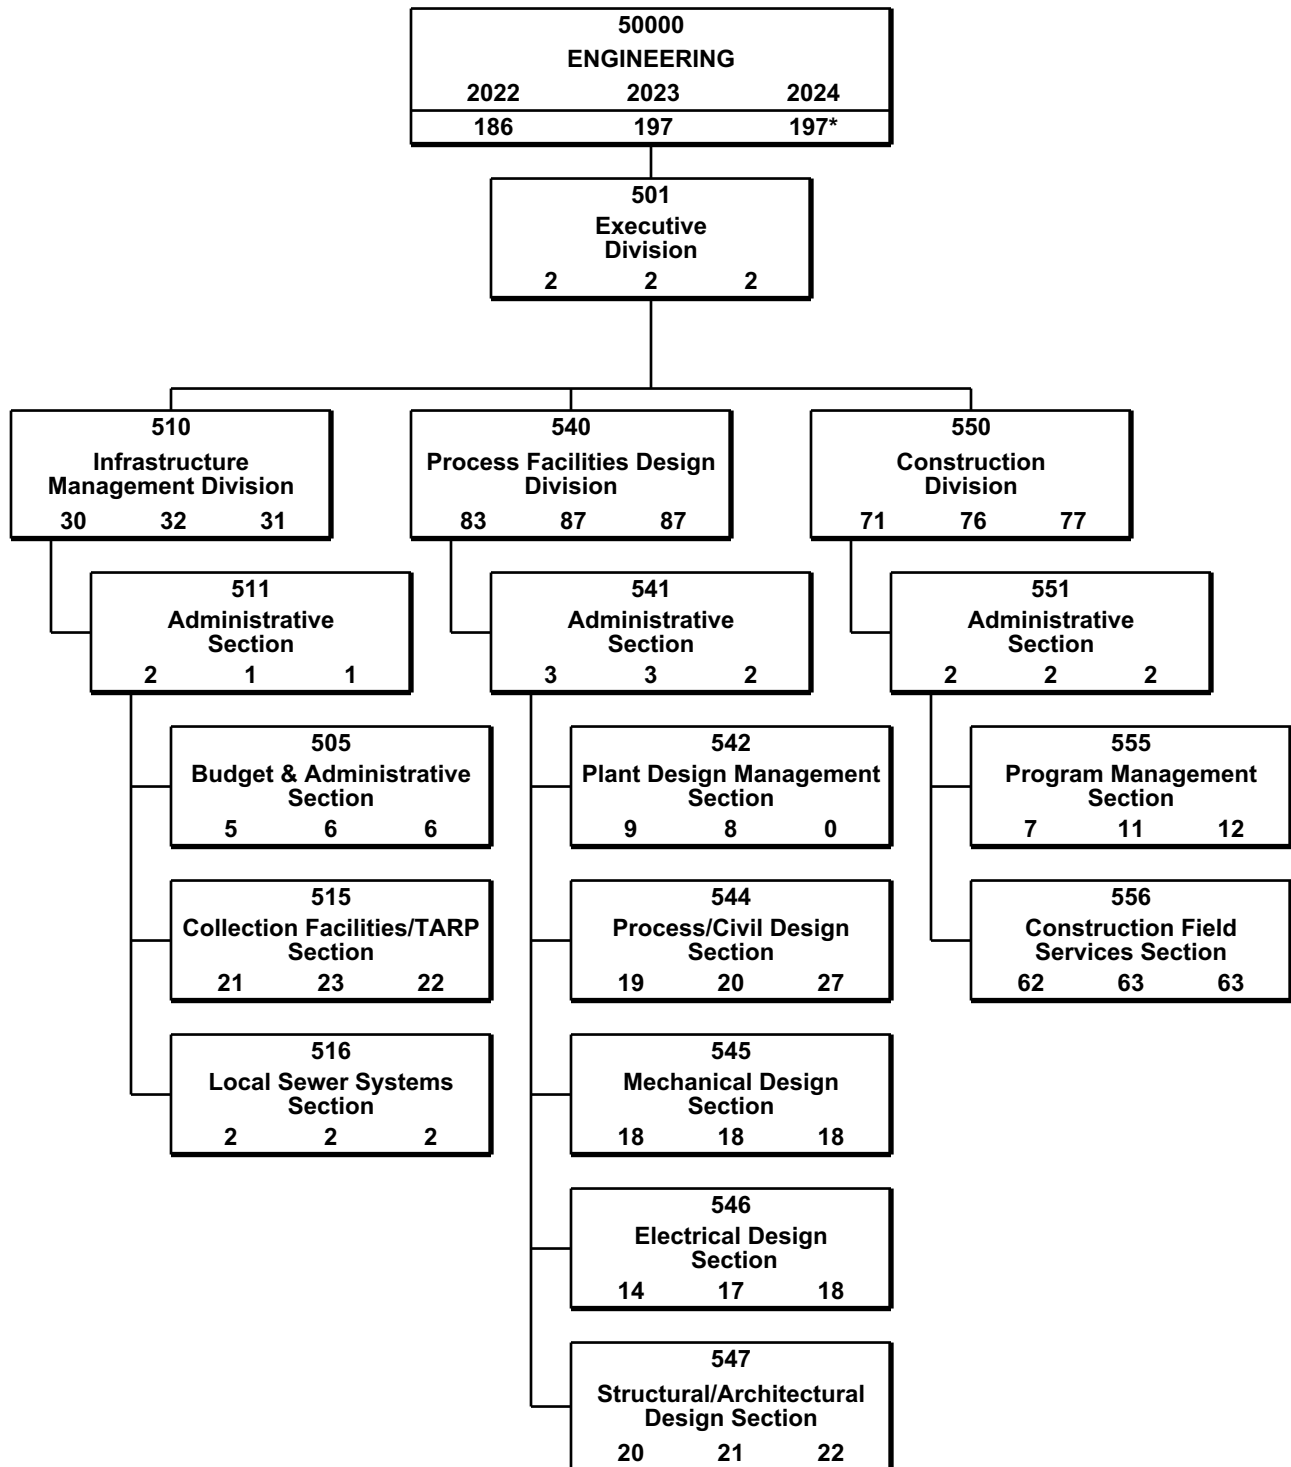 50000
ENGINEERING
2022 2023 2024
186 197 197*
501
Executive
Division
2 2 2
510
Infrastructure
Management Division
30 32 31
540
Process Facilities Design
Division
83 87 87
550
Construction
Division
71 76 77
511
Administrative
Section
2 1 1
541
Administrative
Section
3 3 2
551
Administrative
Section
2 2 2
505
Budget & Administrative
Section
5 6 6
542
Plant Design Management
Section
9 8 0
555
Program Management
Section
7 11 12
515
Collection Facilities/TARP
Section
21 23 22
544
Process/Civil Design
Section
19 20 27
556
Construction Field
Services Section
62 63 63
516
Local Sewer Systems
Section
2 2 2
545
Mechanical Design
Section
18 18 18
546
Electrical Design
Section
14 17 18
547
Structural/Architectural
Design Section
20 21 22